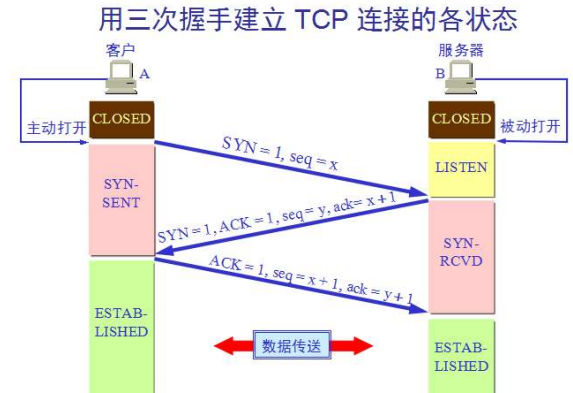 用三次握手建立 TCP 连接的各状态
客户
服务器
A
B
CLOSED
CLOSED
主动打开
被动打开
SYN = 1, seq = x
LISTEN
SYN-
SENT
SYN = 1, ACK = 1, seq = y, ack= x + 1
SYN-
RCVD
ACK = 1, seq = x + 1, ack = y + 1
ESTAB-
LISHED
数据传送
ESTAB-
LISHED